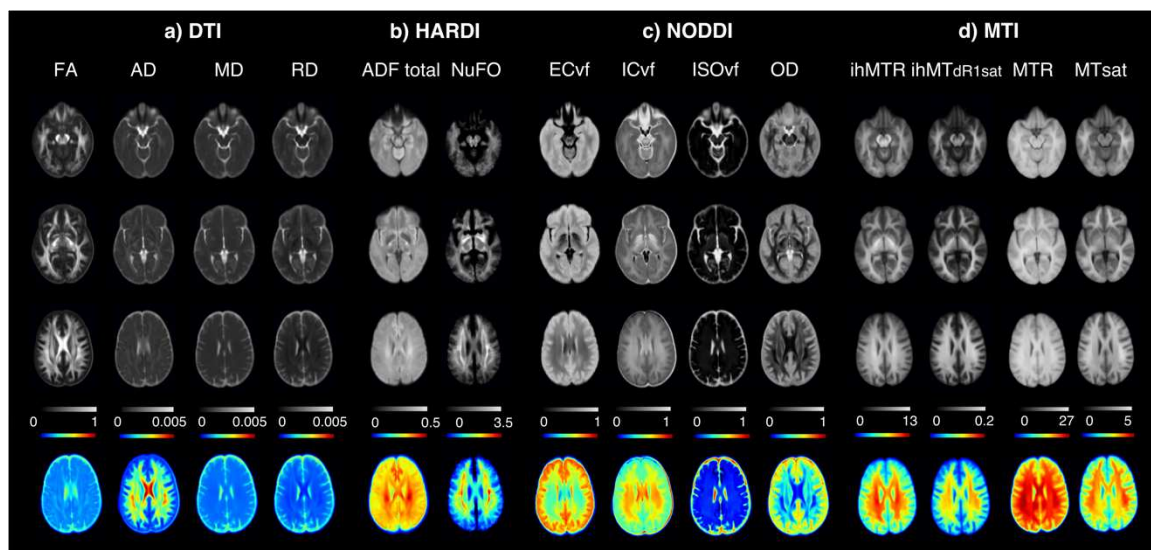 a) DTI b) HARDI c) NODDI d) MTI
FA AD MD RD ADF total NuFO ECvf ICvf ISOvf OD ihMTR ihMTdR1sat MTR MTsat
0 1 0 0.005 0 0.005 0 0.005 0 0.5 0 3.5 0 1 0 1 0 1 0 1 0 13 0 0.2 0 27 0 5